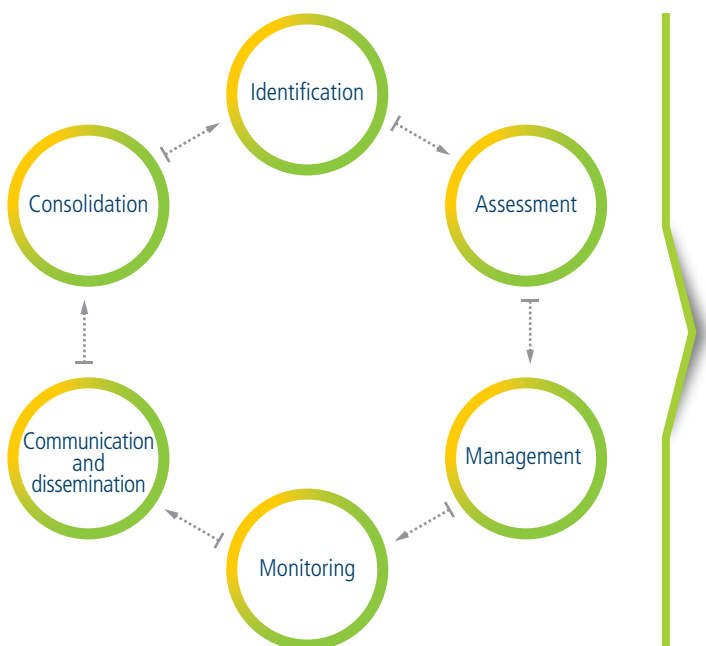 Identification
Consolidation
Assessment
Communication
and
dissemination
Management
Monitoring